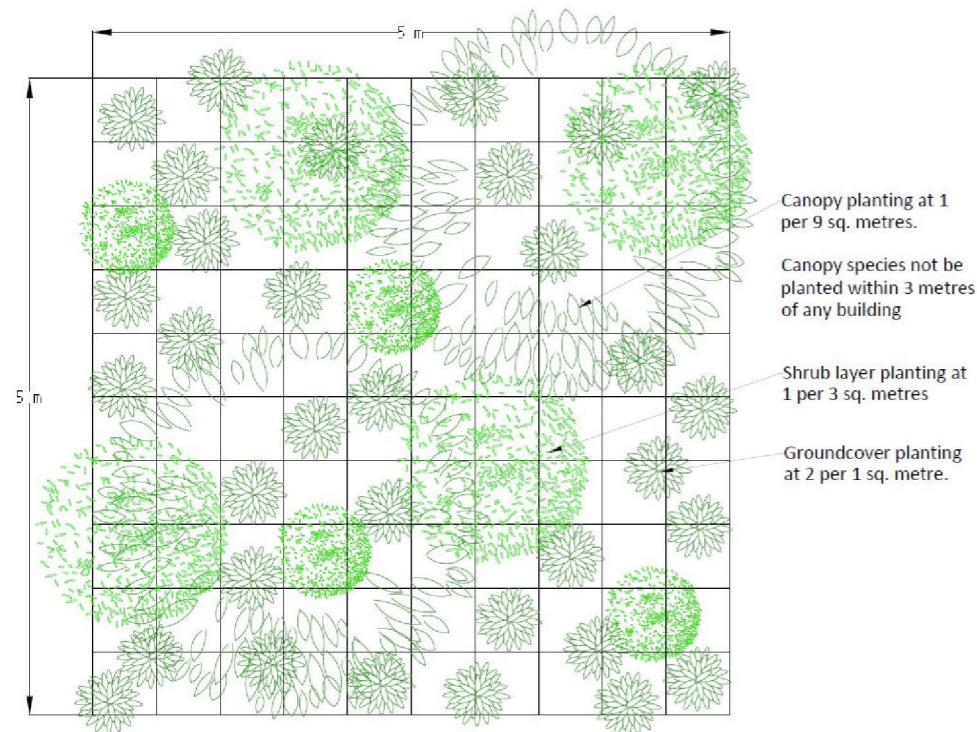 5 m
5 m
Canopy planting at 1
per 9 sq. metres.
Canopy species not be
planted within 3 metres
of any building
Shrub layer planting at
1 per 3 sq. metres
Groundcover planting
at 2 per 1 sq. metre.